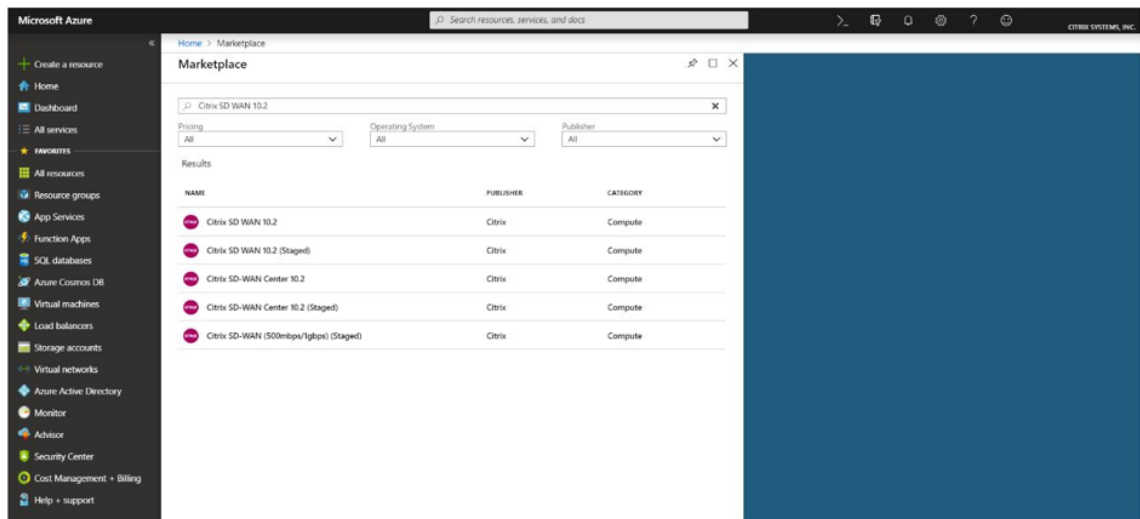 Microsoft Azure
Search resources, services, and docs
CITRIX SYSTEMS, INC.
Create a resource
Home
Dashboard
All services
FAVORITES
All resources
Resource groups
App Services
Function Apps
SQL databases
Azure Cosmos DB
Virtual machines
Load balancers
Storage accounts
Virtual networks
Azure Active Directory
Monitor
Advisor
Security Center
Cost Management + Billing
Help + support
Home > Marketplace
Marketplace
Citrix SD WAN 10.2
Pricing Operating System Publisher
All All All
Results
NAME PUBLISHER CATEGORY
Citrix SD WAN 10.2 Citrix Compute
Citrix SD WAN 10.2 (Staged) Citrix Compute
Citrix SD-WAN Center 10.2 Citrix Compute
Citrix SD-WAN Center 10.2 (Staged) Citrix Compute
Citrix SD-WAN (500mbps/1gbps) (Staged) Citrix Compute